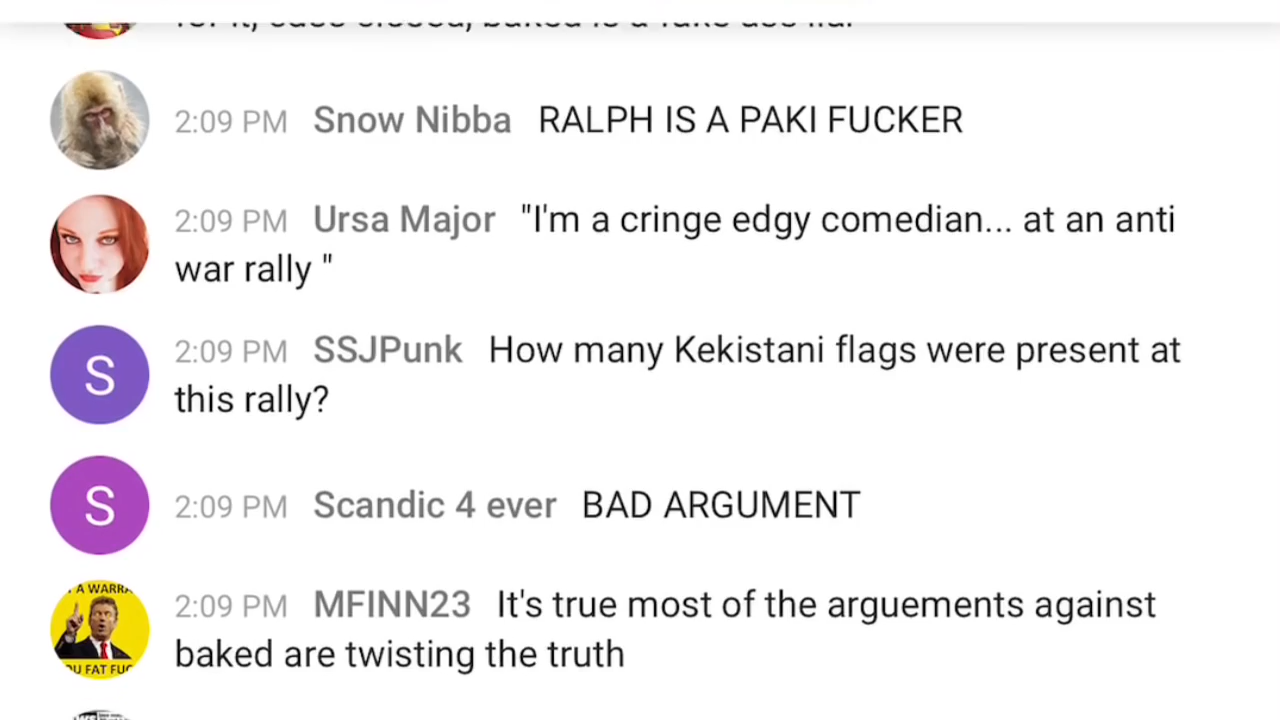 2:09 PM Snow Nibba RALPH IS A PAKI FUCKER
2:09 PM Ursa Major "I'm a cringe edgy comedian... at an anti
war rally "
S 2:09 PM SSJPunk How many Kekistani flags were present at
this rally?
S 2:09 PM Scandic 4 ever BAD ARGUMENT
A WARRA
2:09 PM MFINN23 It's true most of the arguements against
baked are twisting the truth
U FAT FUC